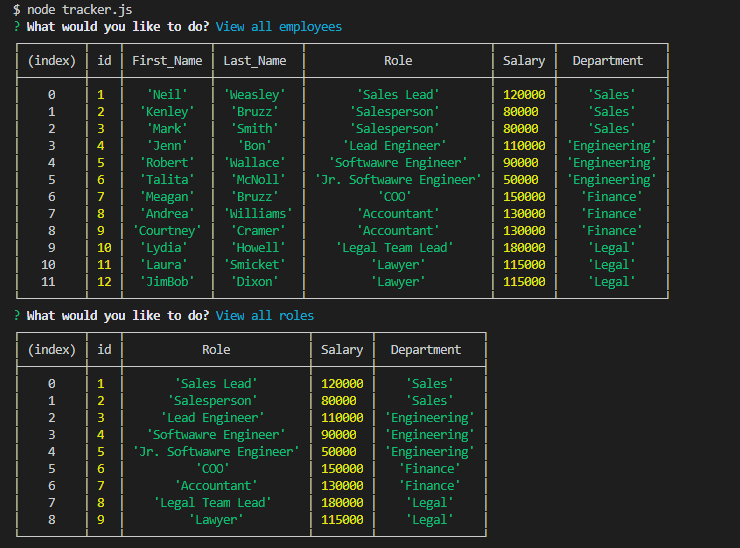 $ node tracker.js
? What would you like to do? View all employees
(index) id First_Name Last_Name Role Salary Department
0 1 'Neil' 'Weasley' 'Sales Lead' 120000 'Sales'
1 2 'Kenley' 'Bruzz' 'Salesperson' 80000 'Sales'
2 3 'Mark' 'Smith' 'Salesperson' 80000 'Sales'
3 4 'Jenn' 'Bon' 'Lead Engineer' 110000 'Engineering'
4 5 'Robert' 'Wallace' 'Softwawre Engineer' 90000 'Engineering'
5 6 'Talita' 'McNoll' 'Jr. Softwawre Engineer' 50000 'Engineering'
6 7 'Meagan' 'Bruzz' 'COO' 150000 'Finance'
7 8 'Andrea' 'Williams' 'Accountant' 130000 'Finance'
8 9 'Courtney' 'Cramer' 'Accountant' 130000 'Finance'
9 10 'Lydia' 'Howell' 'Legal Team Lead' 180000 'Legal'
10 11 'Laura' 'Smicket' 'Lawyer' 115000 'Legal'
11 12 'JimBob' 'Dixon' 'Lawyer' 115000 'Legal'
? What would you like to do? View all roles
(index) id Role Salary Department
0 1 'Sales Lead' 120000 'Sales'
1 2 'Salesperson' 80000 'Sales'
2 3 'Lead Engineer' 110000 'Engineering'
3 4 'Softwawre Engineer' 90000 'Engineering'
4 5 'Jr. Softwawre Engineer' 50000 'Engineering'
5 6 'COO' 150000 'Finance'
6 7 'Accountant' 130000 'Finance'
7 8 'Legal Team Lead' 180000 'Legal'
8 9 'Lawyer' 115000 'Legal'